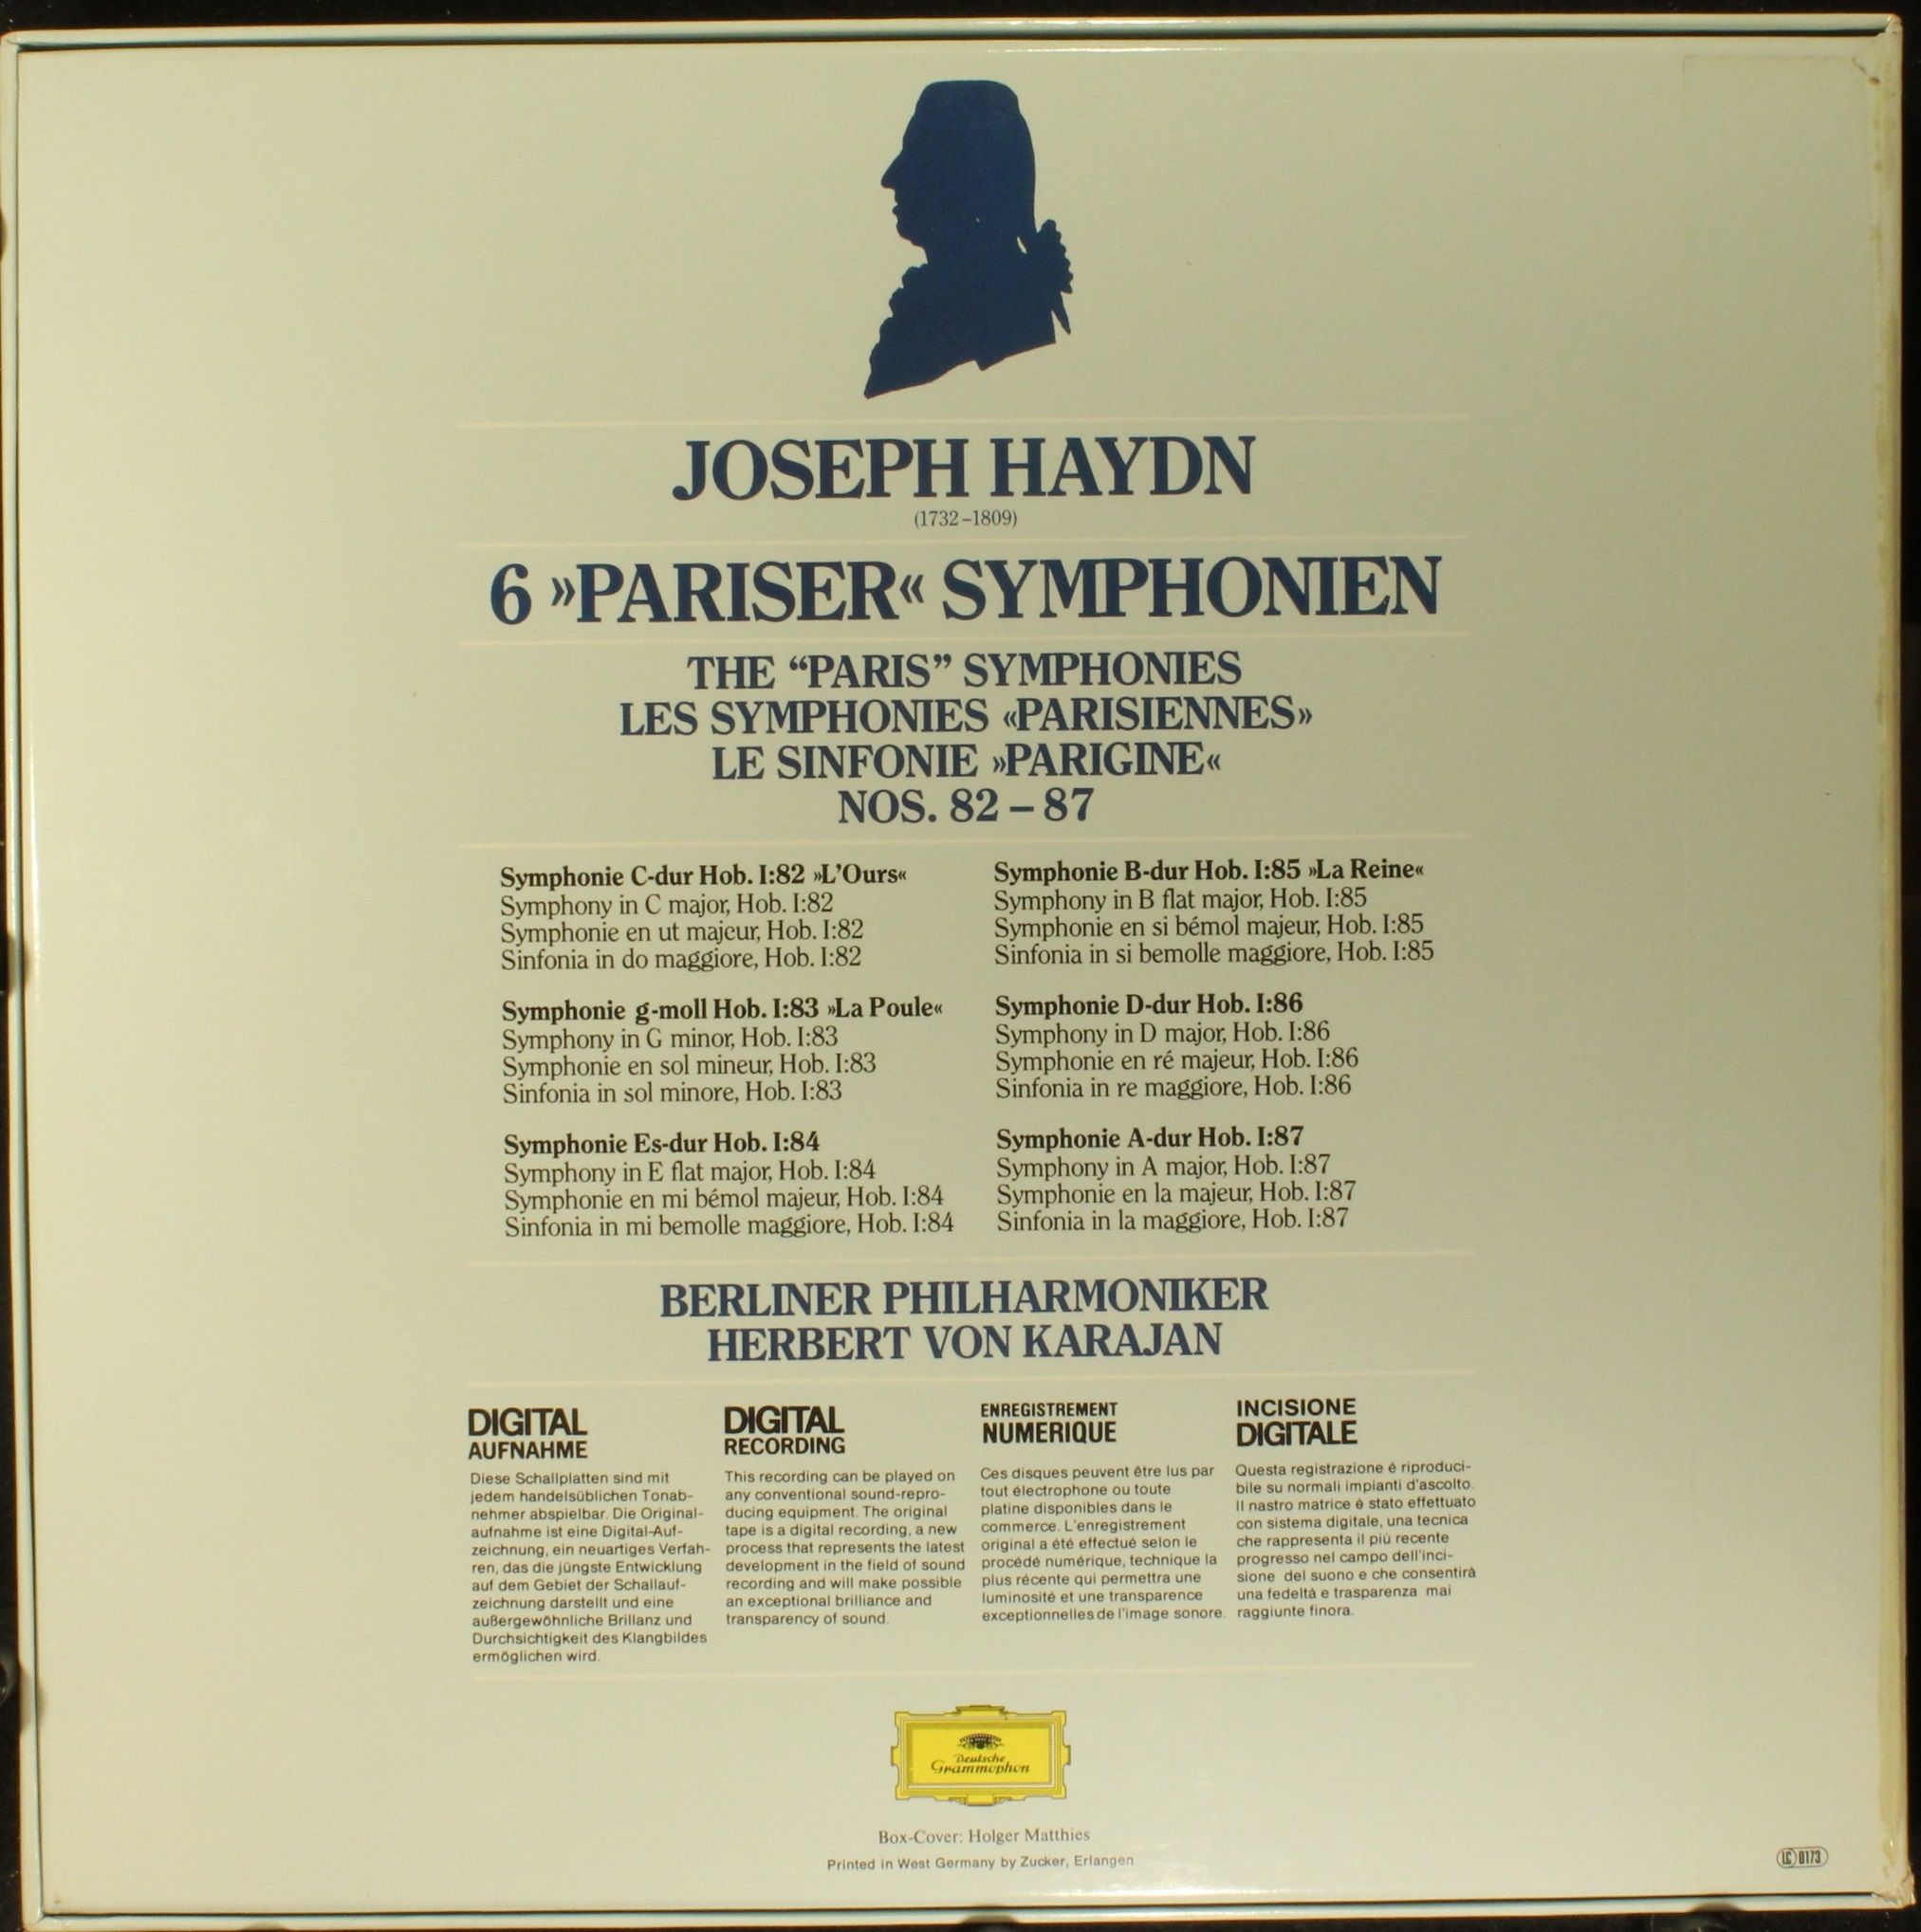 JOSEPH HAYDN
(1732–1809)
6 »PARISER« SYMPHONIEN
THE “PARIS” SYMPHONIES
LES SYMPHONIES «PARISIENNES»
LE SINFONIE »PARIGINE«
NOS. 82 – 87
Symphonie C-dur Hob. I:82 »L’Ours«
Symphony in C major, Hob. I:82
Symphonie en ut majeur, Hob. I:82
Sinfonia in do maggiore, Hob. I:82
Symphonie g-moll Hob. I:83 »La Poule«
Symphony in G minor, Hob. I:83
Symphonie en sol mineur, Hob. I:83
Sinfonia in sol minore, Hob. I:83
Symphonie Es-dur Hob. I:84
Symphony in E flat major, Hob. I:84
Symphonie en mi bémol majeur, Hob. I:84
Sinfonia in mi bemolle maggiore, Hob. I:84
Symphonie B-dur Hob. I:85 »La Reine«
Symphony in B flat major, Hob. I:85
Symphonie en si bémol majeur, Hob. I:85
Sinfonia in si bemolle maggiore, Hob. I:85
Symphonie D-dur Hob. I:86
Symphony in D major, Hob. I:86
Symphonie en ré majeur, Hob. I:86
Sinfonia in re maggiore, Hob. I:86
Symphonie A-dur Hob. I:87
Symphony in A major, Hob. I:87
Symphonie en la majeur, Hob. I:87
Sinfonia in la maggiore, Hob. I:87
BERLINER PHILHARMONIKER
HERBERT VON KARAJAN
DIGITAL
AUFNAHME
Diese Schallplatten sind mit
jedem handelsüblichen Tonab-
nehmer abspielbar. Die Original-
aufnahme ist eine Digital-Auf-
zeichnung, ein neuartiges Verfah-
ren, das die jüngste Entwicklung
auf dem Gebiet der Schallauf-
zeichnung darstellt und eine
außergewöhnliche Brillanz und
Durchsichtigkeit des Klangbildes
ermöglichen wird.
DIGITAL
RECORDING
This recording can be played on
any conventional sound-repro-
ducing equipment. The original
tape is a digital recording, a new
process that represents the latest
development in the field of sound
recording and will make possible
an exceptional brilliance and
transparency of sound.
ENREGISTREMENT
NUMERIQUE
Ces disques peuvent être lus par
tout électrophone ou toute
platine disponibles dans le
commerce. L’enregistrement
original a été effectué selon le
procédé numérique, technique la
plus récente qui permettra une
luminosité et une transparence
exceptionnelles de l’image sonore.
INCISIONE
DIGITALE
Questa registrazione è riproduci-
bile su normali impianti d’ascolto.
Il nastro matrice è stato effettuato
con sistema digitale, una tecnica
che rappresenta il più recente
progresso nel campo dell’inci-
sione del suono e che consentirà
una fedeltà e trasparenza mai
raggiunte finora.
Deutsche
Grammophon
Box-Cover: Holger Matthies
Printed in West Germany by Zucker, Erlangen
LC 0173